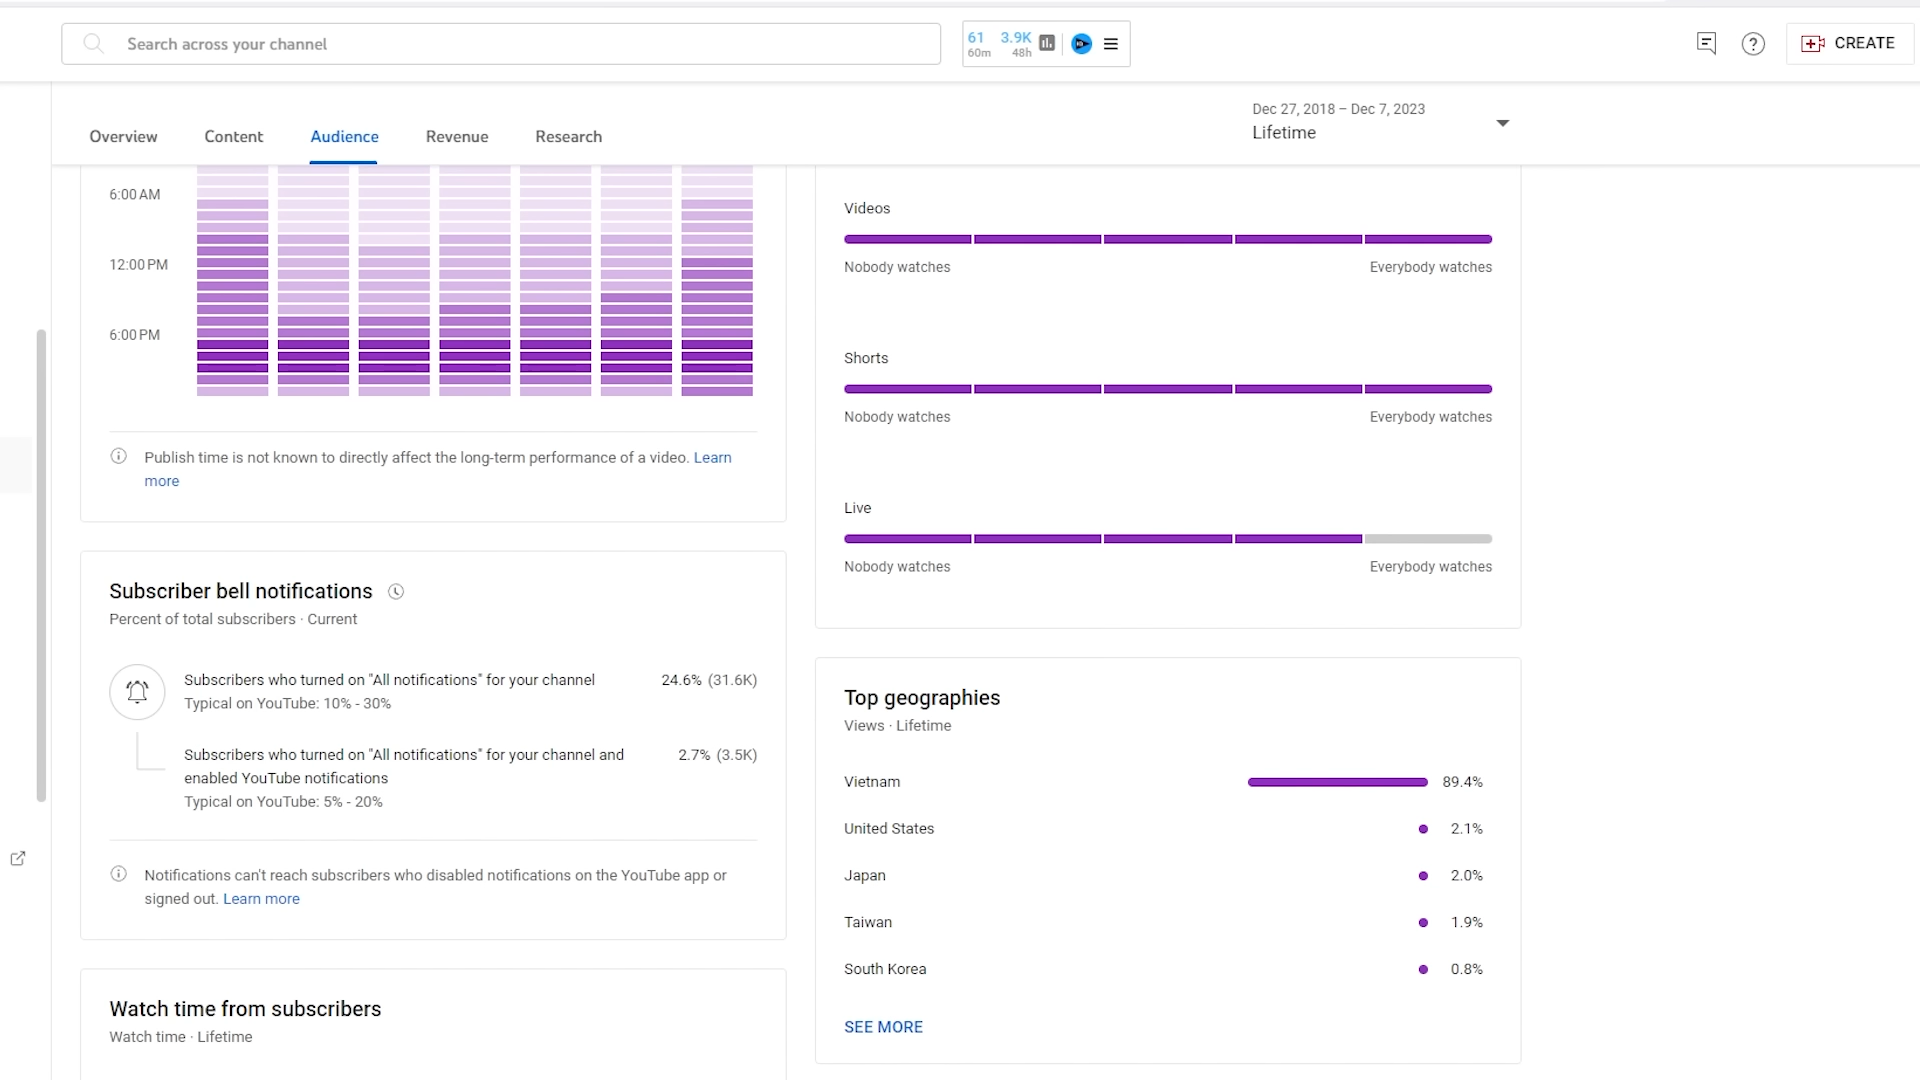 Search across your channel
61 3.9K
60m 48h
CREATE
Overview Content Audience Revenue Research
Dec 27, 2018 – Dec 7, 2023
Lifetime
6:00 AM
12:00 PM
6:00 PM
Publish time is not known to directly affect the long-term performance of a video. Learn
more
Subscriber bell notifications
Percent of total subscribers · Current
Subscribers who turned on "All notifications" for your channel 24.6% (31.6K)
Typical on YouTube: 10% - 30%
Subscribers who turned on "All notifications" for your channel and 2.7% (3.5K)
enabled YouTube notifications
Typical on YouTube: 5% - 20%
Notifications can't reach subscribers who disabled notifications on the YouTube app or
signed out. Learn more
Watch time from subscribers
Watch time · Lifetime
Videos
Nobody watches Everybody watches
Shorts
Nobody watches Everybody watches
Live
Nobody watches Everybody watches
Top geographies
Views · Lifetime
Vietnam 89.4%
United States 2.1%
Japan 2.0%
Taiwan 1.9%
South Korea 0.8%
SEE MORE